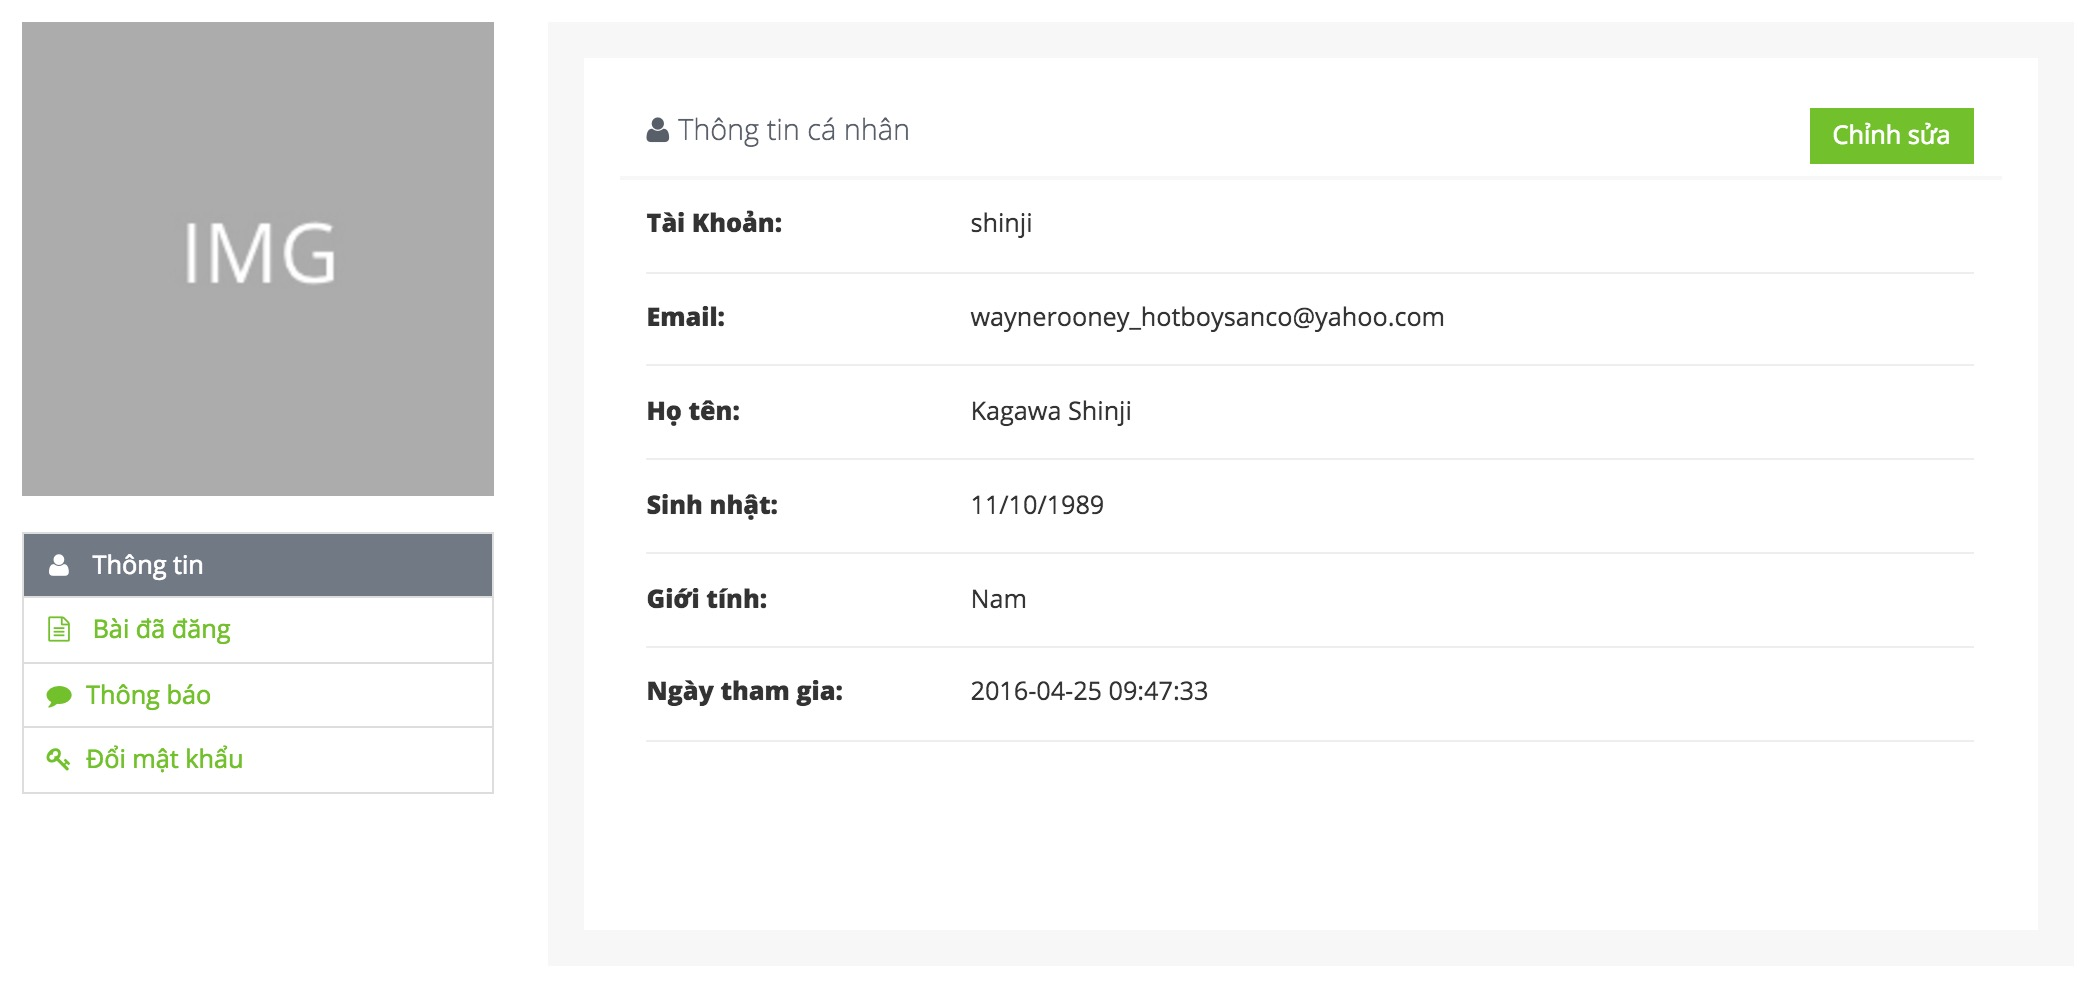 IMG
Thông tin
Bài đã đăng
Thông báo
Đổi mật khẩu
Thông tin cá nhân
Chỉnh sửa
Tài Khoản: shinji
Email: waynerooney_hotboysanco@yahoo.com
Họ tên: Kagawa Shinji
Sinh nhật: 11/10/1989
Giới tính: Nam
Ngày tham gia: 2016-04-25 09:47:33